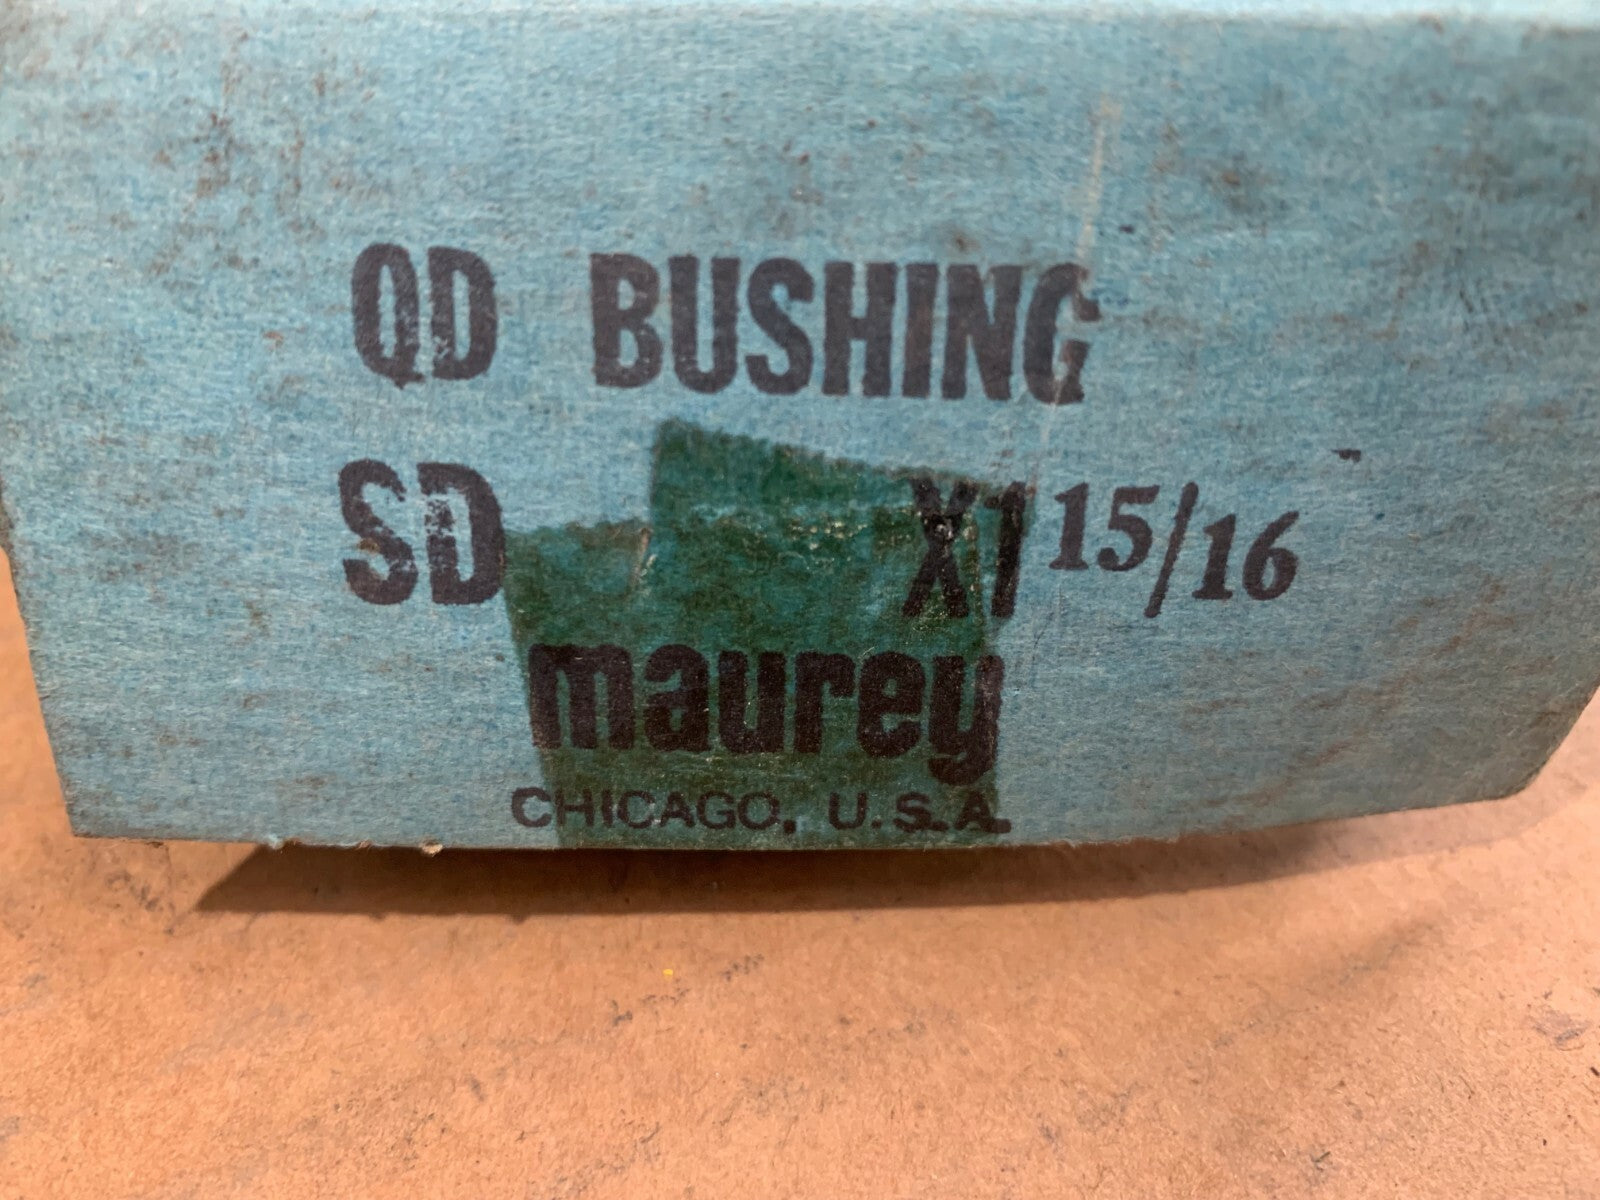 QD BUSHING
SD X1 15/16
maurey
CHICAGO, U.S.A.